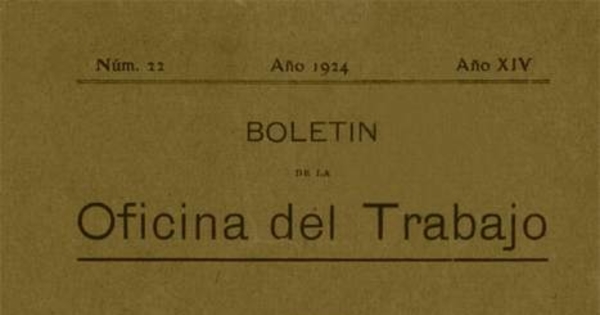 Núm. 22 Año 1924 Año XIV
BOLETIN
DE LA
Oficina del Trabajo